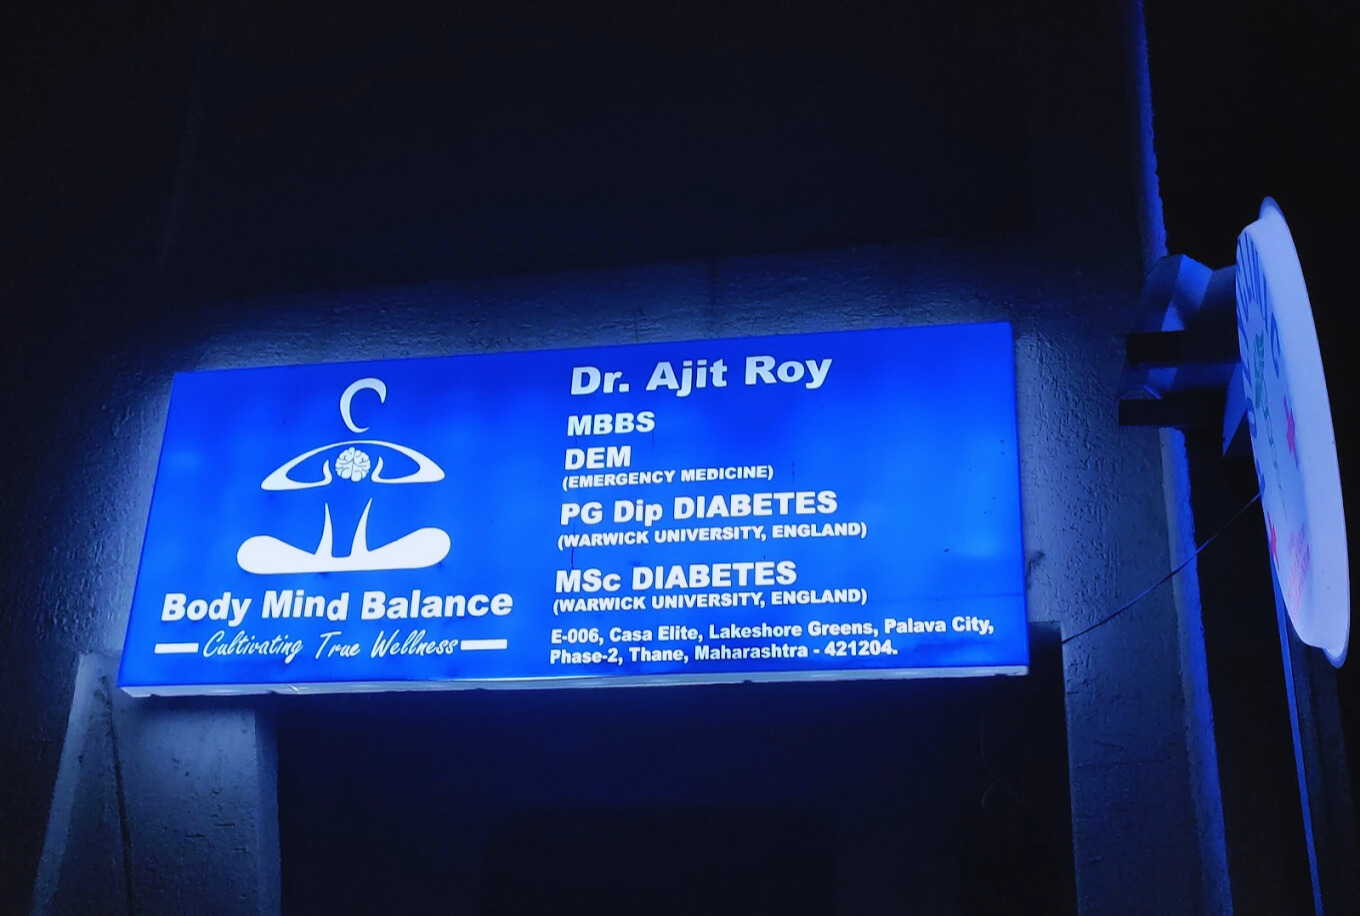 Dr. Ajit Roy
MBBS
DEM
(EMERGENCY MEDICINE)
PG Dip DIABETES
(WARWICK UNIVERSITY, ENGLAND)
MSc DIABETES
(WARWICK UNIVERSITY, ENGLAND)
E-006, Casa Elite, Lakeshore Greens, Palava City,
Phase-2, Thane, Maharashtra - 421204.
Body Mind Balance
Cultivating True Wellness